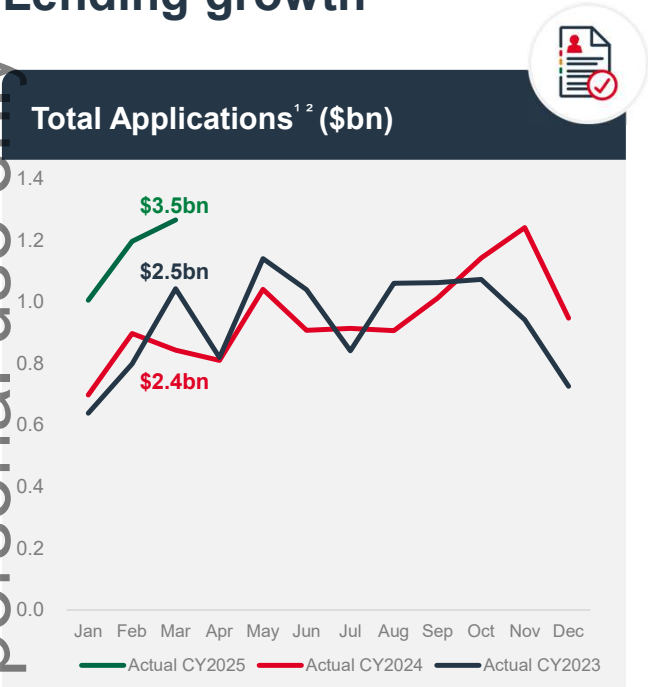 Lending growth
Total Applications¹ ² ($bn)
1.4
$3.5bn
1.2
$2.5bn
1.0
0.8
$2.4bn
0.6
0.4
0.2
0.0
Jan Feb Mar Apr May Jun Jul Aug Sep Oct Nov Dec
Actual CY2025 Actual CY2024 Actual CY2023